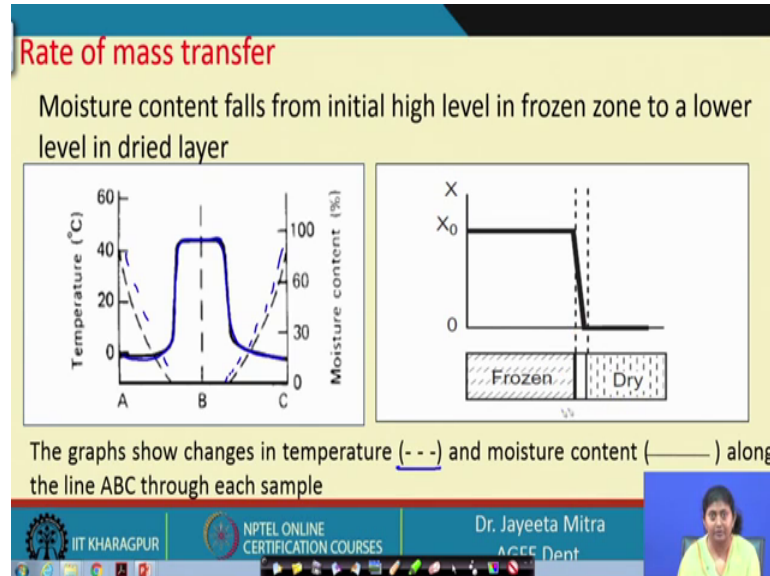 Rate of mass transfer
Moisture content falls from initial high level in frozen zone to a lower
level in dried layer
Temperature (°C)
60
40
20
0
A
B
C
100
60
30
0
Moisture content (%)
X
X₀
0
Frozen
Dry
The graphs show changes in temperature (- - -) and moisture content (———) along
the line ABC through each sample
IIT KHARAGPUR
NPTEL ONLINE
CERTIFICATION COURSES
Dr. Jayeeta Mitra
AGFE Dept